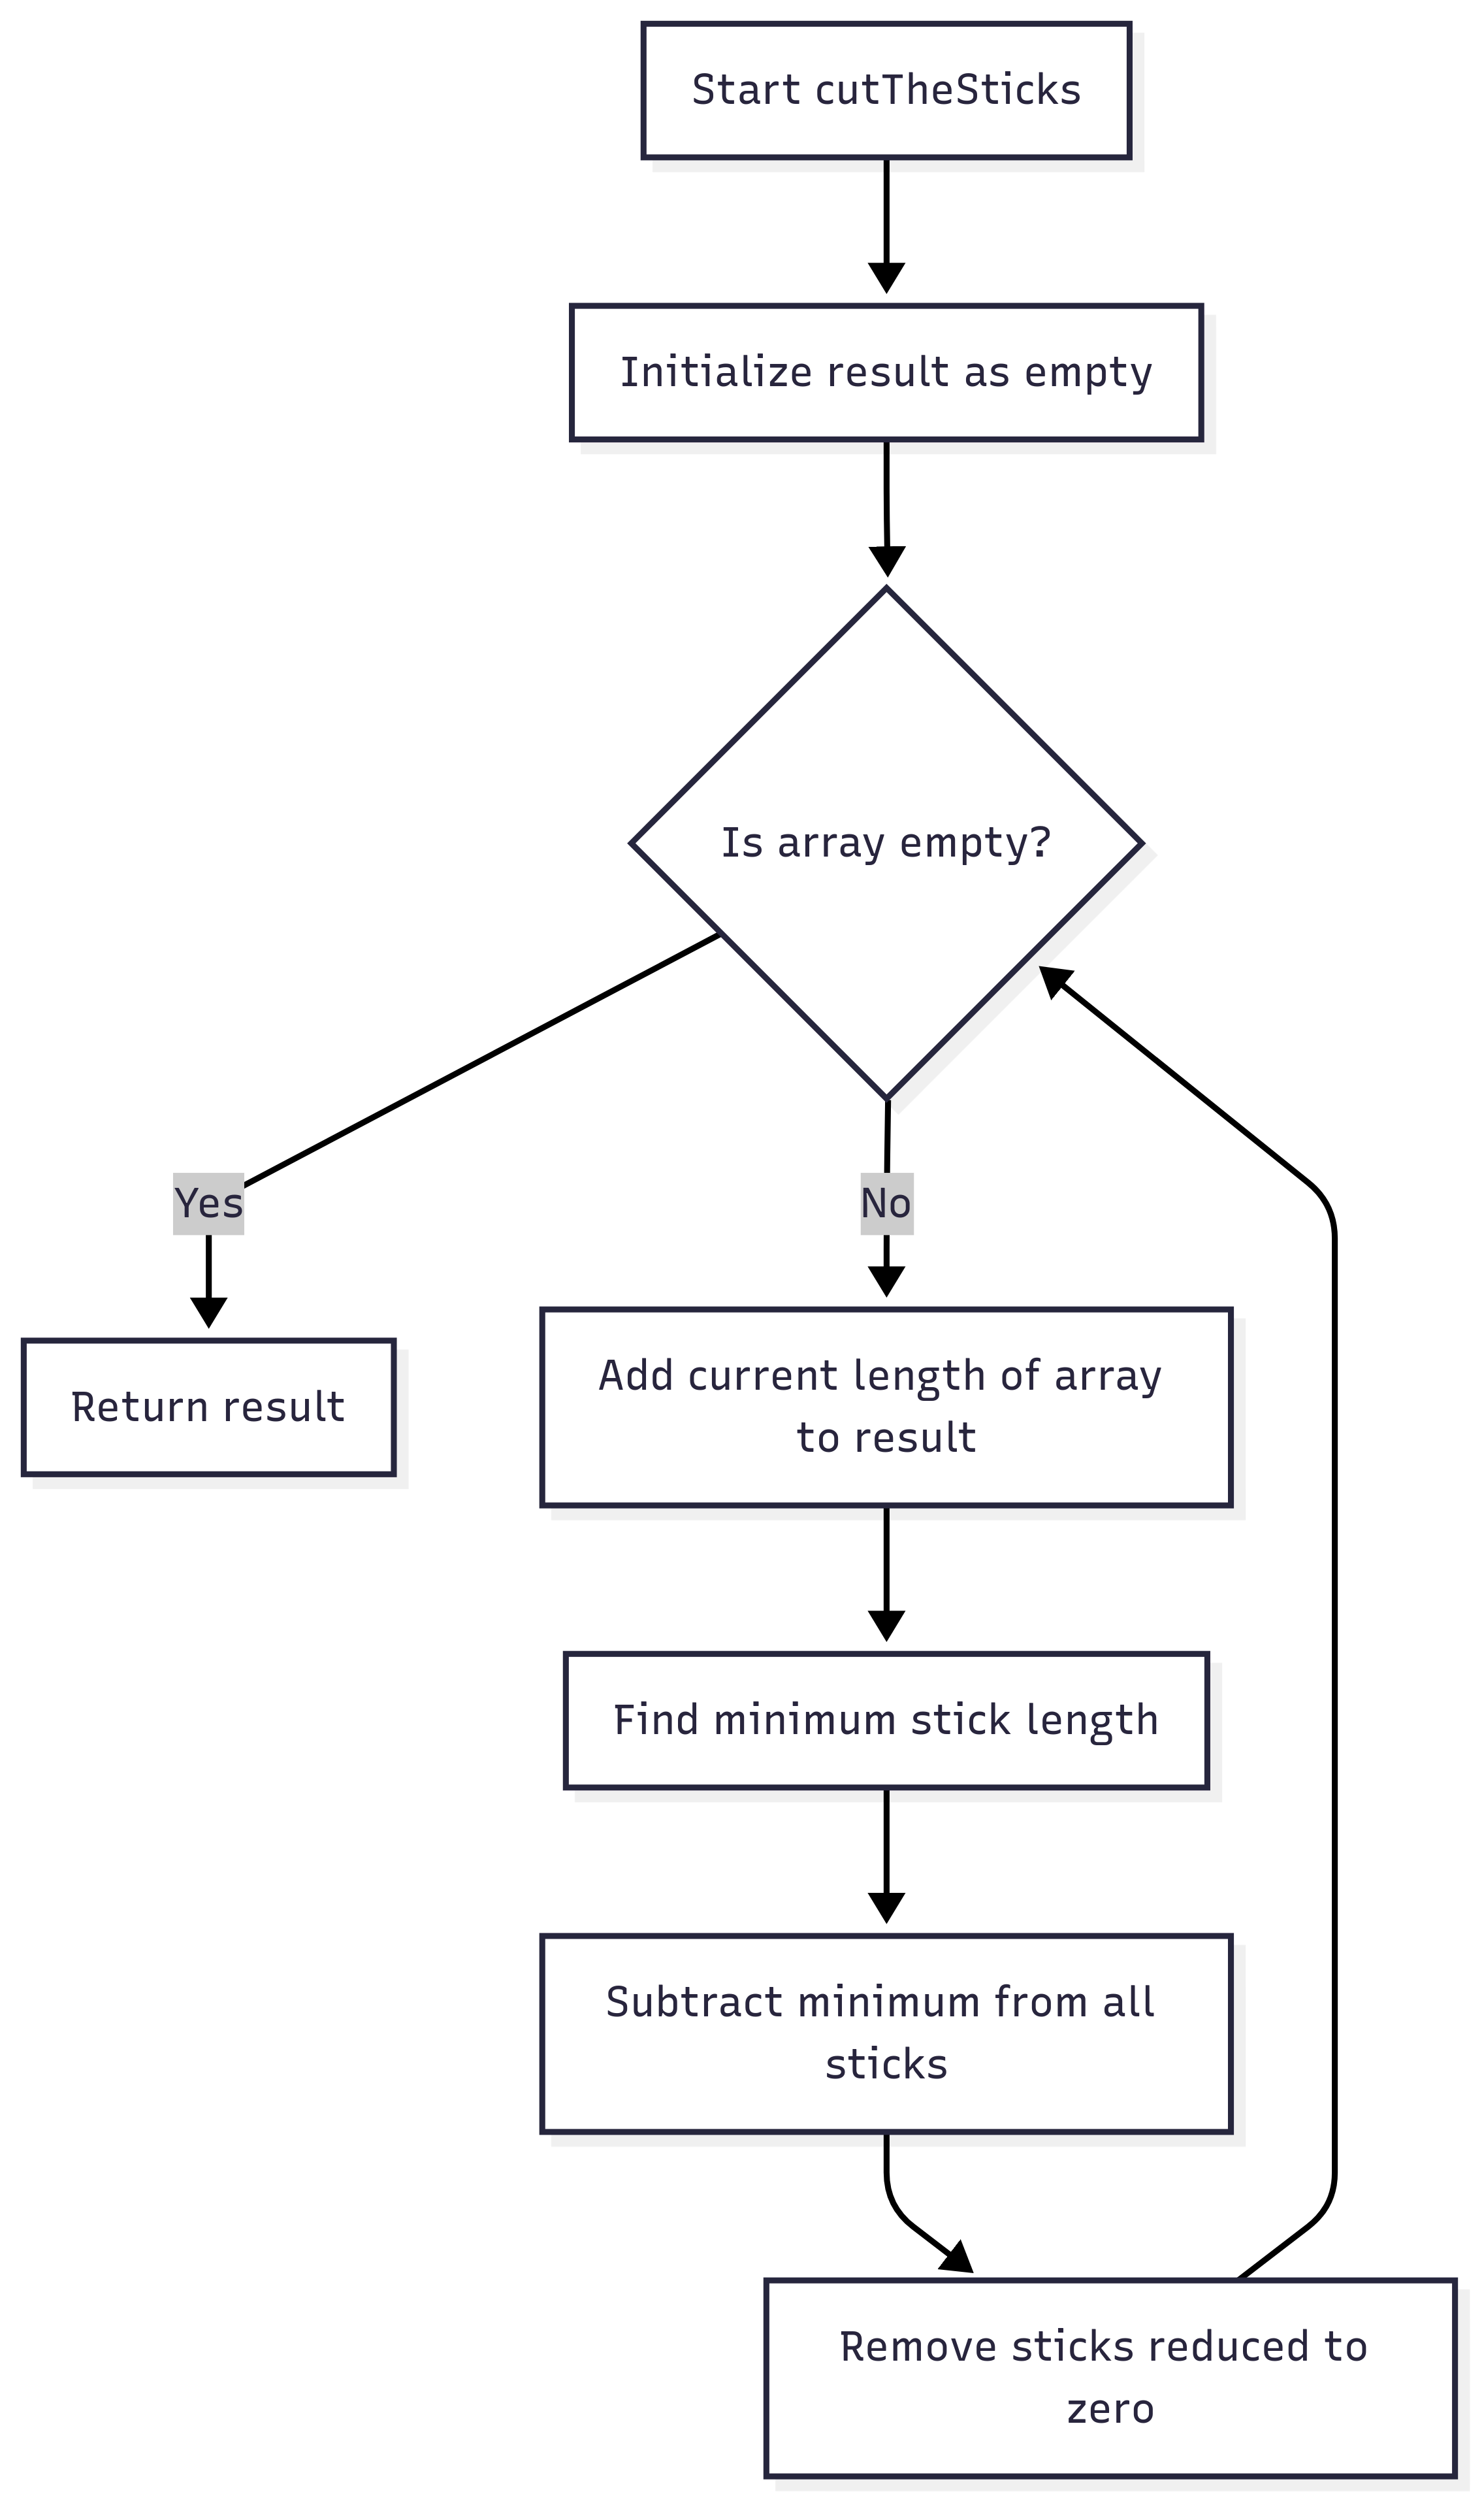 Start cutTheSticks
Initialize result as empty
Is array empty?
Yes
No
Return result
Add current length of array
to result
Find minimum stick length
Subtract minimum from all
sticks
Remove sticks reduced to
zero